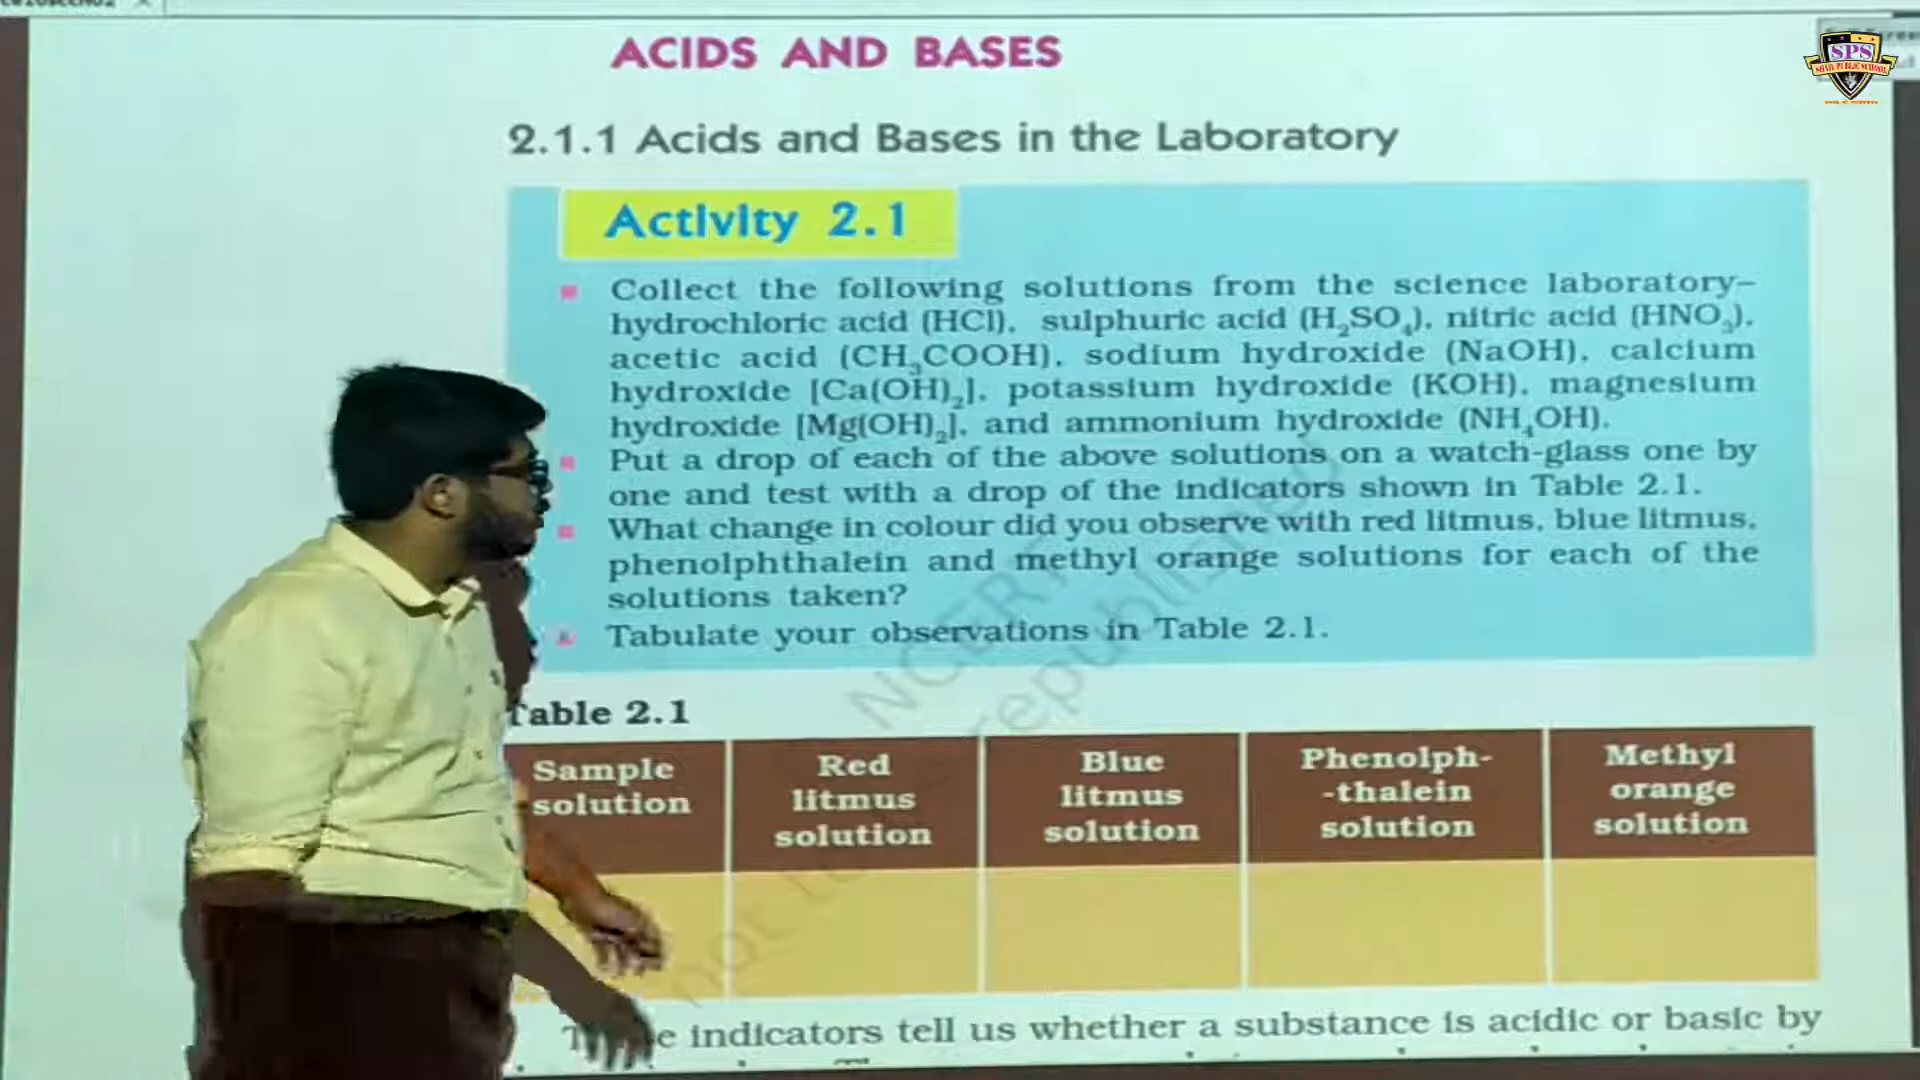 ACIDS AND BASES
SPS
2.1.1 Acids and Bases in the Laboratory
Activity 2.1
Collect the following solutions from the science laboratory–
hydrochloric acid (HCl), sulphuric acid (H₂SO₄), nitric acid (HNO₃),
acetic acid (CH₃COOH), sodium hydroxide (NaOH), calcium
hydroxide [Ca(OH)₂], potassium hydroxide (KOH), magnesium
hydroxide [Mg(OH)₂], and ammonium hydroxide (NH₄OH).
Put a drop of each of the above solutions on a watch-glass one by
one and test with a drop of the indicators shown in Table 2.1.
What change in colour did you observe with red litmus, blue litmus,
phenolphthalein and methyl orange solutions for each of the
solutions taken?
Tabulate your observations in Table 2.1.
NCERT
republished
not to
Table 2.1
Sample
solution
Red
litmus
solution
Blue
litmus
solution
Phenolph-
-thalein
solution
Methyl
orange
solution
indicators tell us whether a substance is acidic or basic by